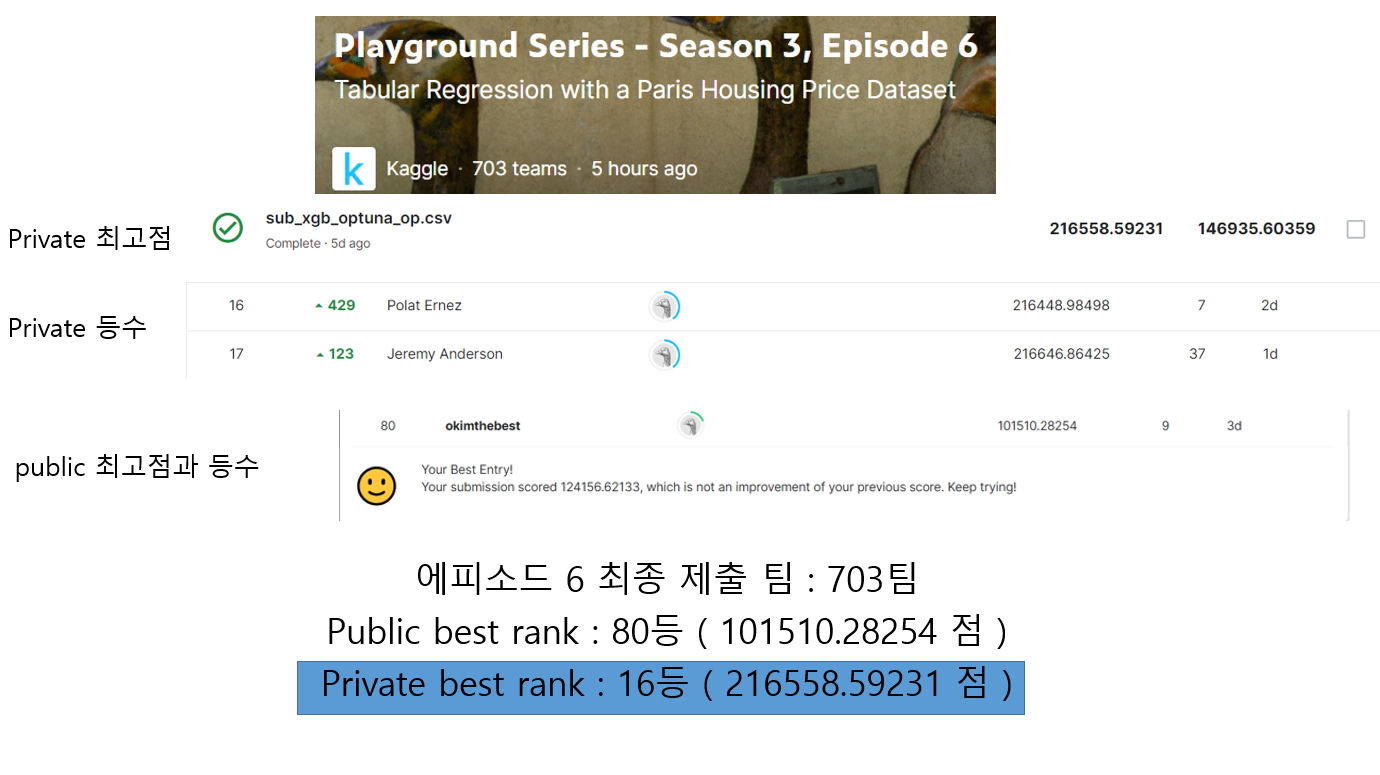 Playground Series - Season 3, Episode 6
Tabular Regression with a Paris Housing Price Dataset
k Kaggle · 703 teams · 5 hours ago
Private 최고점
sub_xgb_optuna_op.csv 216558.59231 146935.60359
Complete · 5d ago
Private 등수
16 429 Polat Ernez 216448.98498 7 2d
17 123 Jeremy Anderson 216646.86425 37 1d
public 최고점과 등수
80 okimthebest 101510.28254 9 3d
Your Best Entry!
Your submission scored 124156.62133, which is not an improvement of your previous score. Keep trying!
에피소드 6 최종 제출 팀 : 703팀
Public best rank : 80등 ( 101510.28254 점 )
Private best rank : 16등 ( 216558.59231 점 )